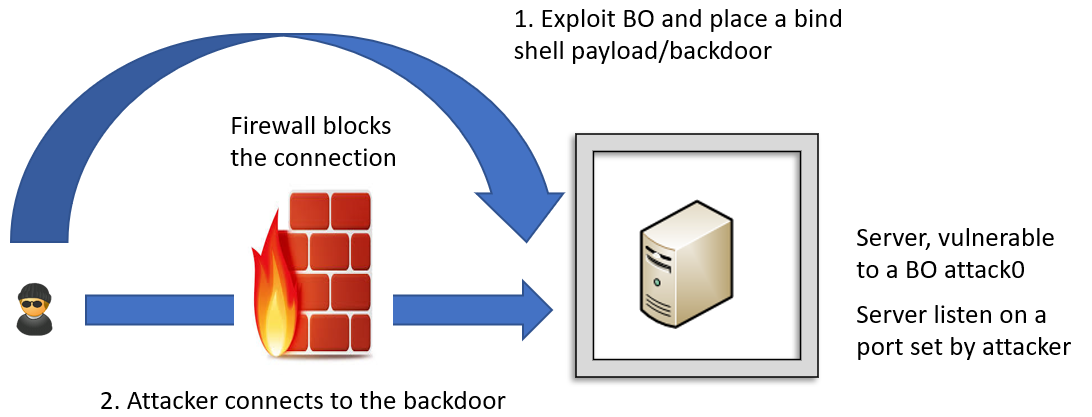 1. Exploit BO and place a bind
shell payload/backdoor
Firewall blocks
the connection
Server, vulnerable
to a BO attack0
Server listen on a
port set by attacker
2. Attacker connects to the backdoor